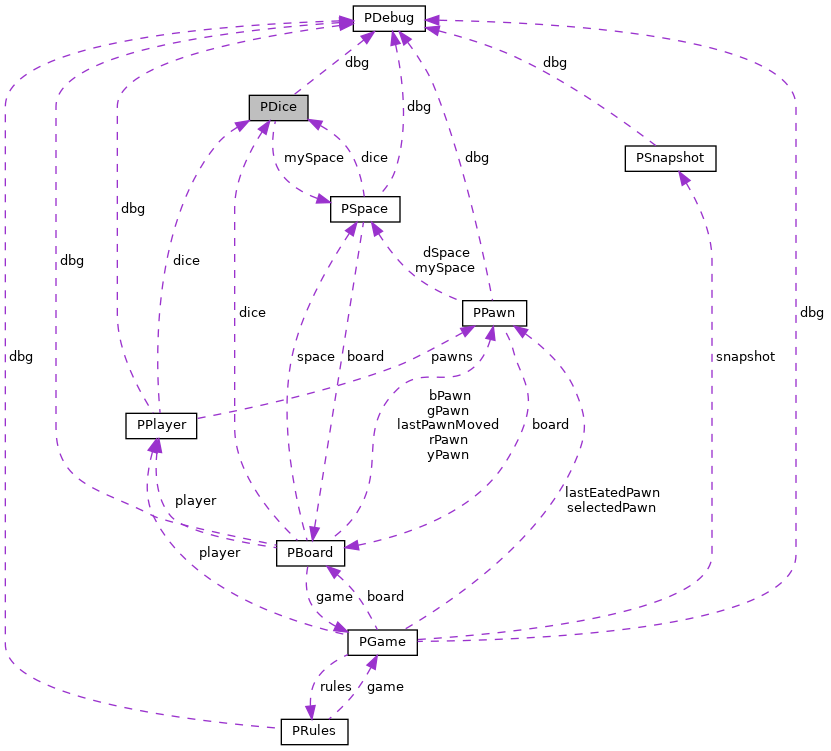 PDebug
dbg
PDice
dbg
mySpace
dice
dbg
PSnapshot
dbg
PSpace
dbg
dice
dbg
dSpace
mySpace
dice
PPawn
dbg
dbg
space
board
pawns
snapshot
PPlayer
bPawn
gPawn
lastPawnMoved
rPawn
yPawn
board
player
lastEatedPawn
selectedPawn
player
PBoard
game
board
PGame
rules
game
PRules